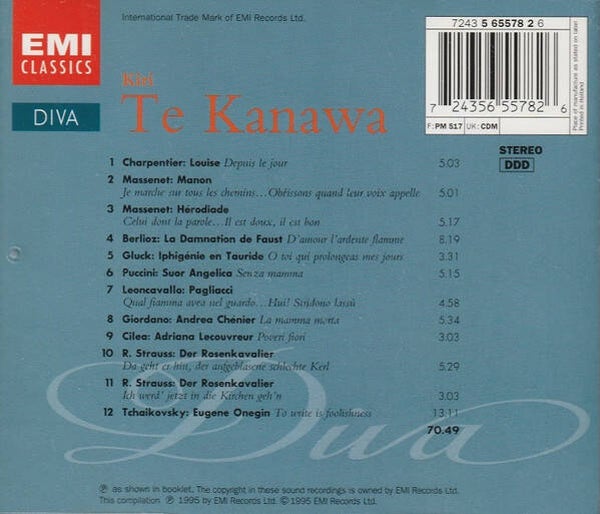 EMI
CLASSICS
International Trade Mark of EMI Records Ltd.
7243 5 65578 2 6
7 24356 55782 6
F: PM 517 UK: CDM
Place of manufacture as stated on label
Printed in Holland
DIVA
Kiri
Te Kanawa
STEREO
DDD
1 Charpentier: Louise Depuis le jour 5.03
2 Massenet: Manon
Je marche sur tous les chemins...Obéissons quand leur voix appelle 5.01
3 Massenet: Hérodiade
Celui dont la parole...Il est doux, il est bon 5.17
4 Berlioz: La Damnation de Faust D'amour l'ardente flamme 8.19
5 Gluck: Iphigénie en Tauride O toi qui prolongeas mes jours 3.31
6 Puccini: Suor Angelica Senza mamma 5.15
7 Leoncavallo: Pagliacci
Qual fiamma avea nel guardo...Hui! Stridono lassù 4.58
8 Giordano: Andrea Chénier La mamma morta 5.34
9 Cilea: Adriana Lecouvreur Poveri fiori 3.03
10 R. Strauss: Der Rosenkavalier
Da geht er hin, der aufgeblasene schlechte Kerl 5.29
11 R. Strauss: Der Rosenkavalier
Ich werd' jetzt in die Kirchen geh'n 3.03
12 Tchaikovsky: Eugene Onegin To write is foolishness 13.11
70.49
Diva
℗ as shown in booklet. The copyright in these sound recordings is owned by EMI Records Ltd.
This compilation ℗ 1995 by EMI Records Ltd. © 1995 EMI Records Ltd.